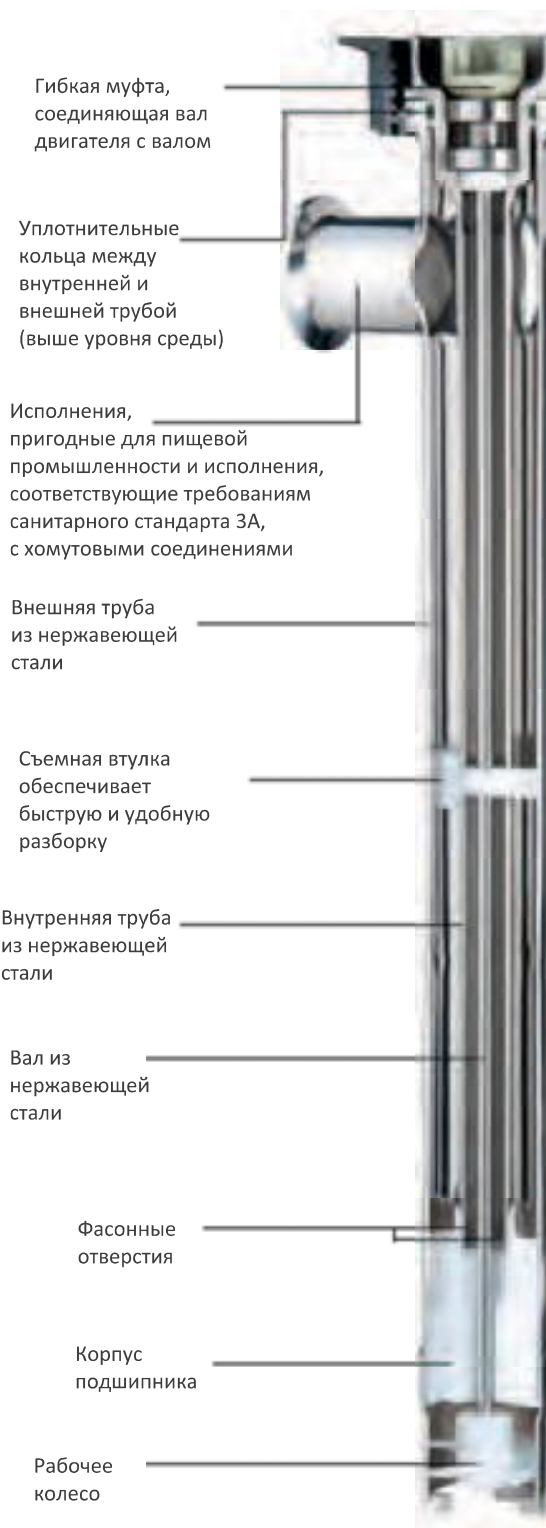 Гибкая муфта,
соединяющая вал
двигателя с валом
Уплотнительные
кольца между
внутренней и
внешней трубой
(выше уровня среды)
Исполнения,
пригодные для пищевой
промышленности и исполнения,
соответствующие требованиям
санитарного стандарта 3А,
с хомутовыми соединениями
Внешняя труба
из нержавеющей
стали
Съемная втулка
обеспечивает
быструю и удобную
разборку
Внутренняя труба
из нержавеющей
стали
Вал из
нержавеющей
стали
Фасонные
отверстия
Корпус
подшипника
Рабочее
колесо